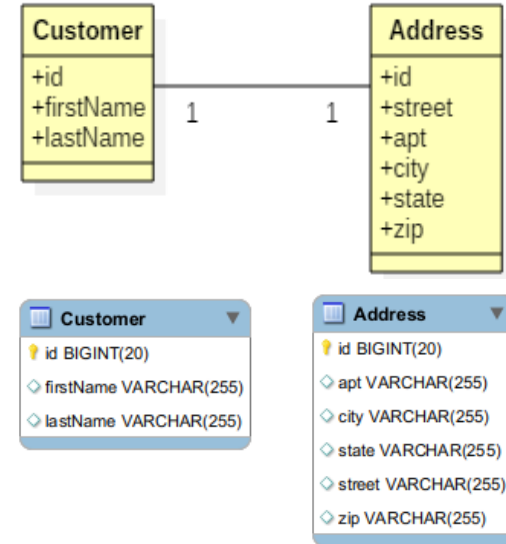 Customer
+id
+firstName
+lastName
1
1
Address
+id
+street
+apt
+city
+state
+zip
Customer
id BIGINT(20)
firstName VARCHAR(255)
lastName VARCHAR(255)
Address
id BIGINT(20)
apt VARCHAR(255)
city VARCHAR(255)
state VARCHAR(255)
street VARCHAR(255)
zip VARCHAR(255)